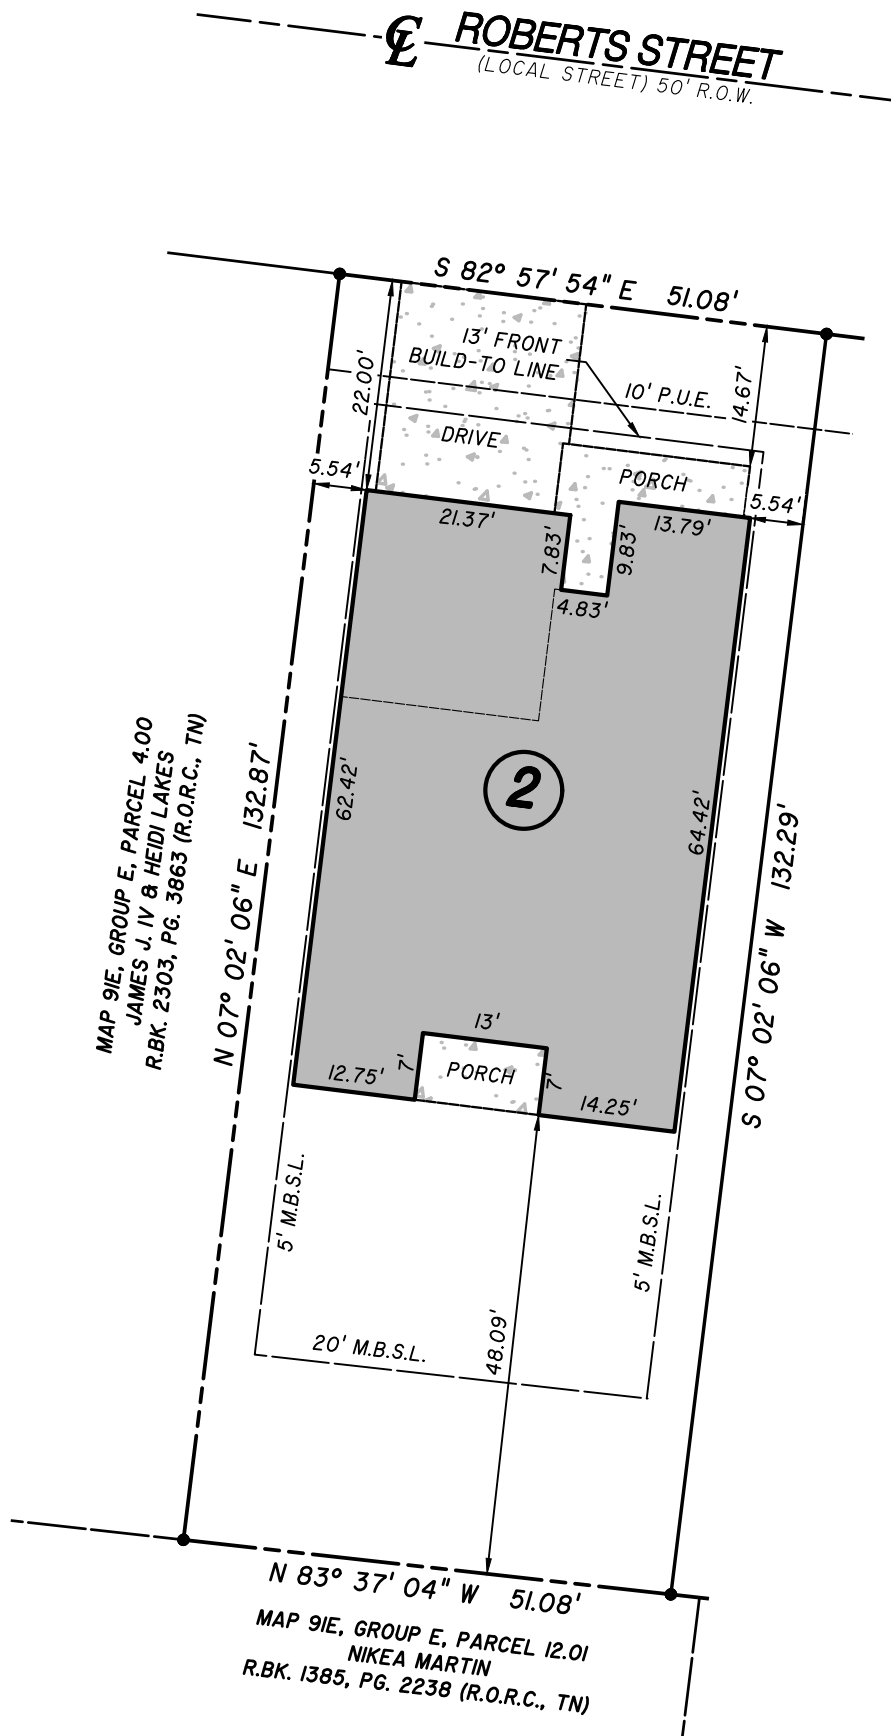 ROBERTS STREET
(LOCAL STREET) 50' R.O.W.
S 82° 57' 54" E 51.08'
13' FRONT
BUILD-TO LINE
10' P.U.E.
14.67'
22.00'
DRIVE
PORCH
5.54'
5.54'
21.37'
7.83'
9.83'
13.79'
4.83'
MAP 91E, GROUP E, PARCEL 4.00
JAMES J. IV & HEIDI LAKES
R.BK. 2303, PG. 3863 (R.O.R.C., TN)
N 07° 02' 06" E 132.87'
62.42'
2
64.42'
S 07° 02' 06" W 132.29'
13'
7'
PORCH
7'
12.75'
14.25'
5' M.B.S.L.
5' M.B.S.L.
48.09'
20' M.B.S.L.
N 83° 37' 04" W 51.08'
MAP 91E, GROUP E, PARCEL 12.01
NIKEA MARTIN
R.BK. 1385, PG. 2238 (R.O.R.C., TN)